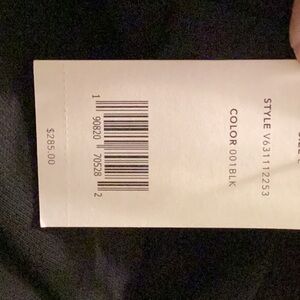 STYLE V631112253
COLOR 001BLK
1 90820 70528 2
$285.00